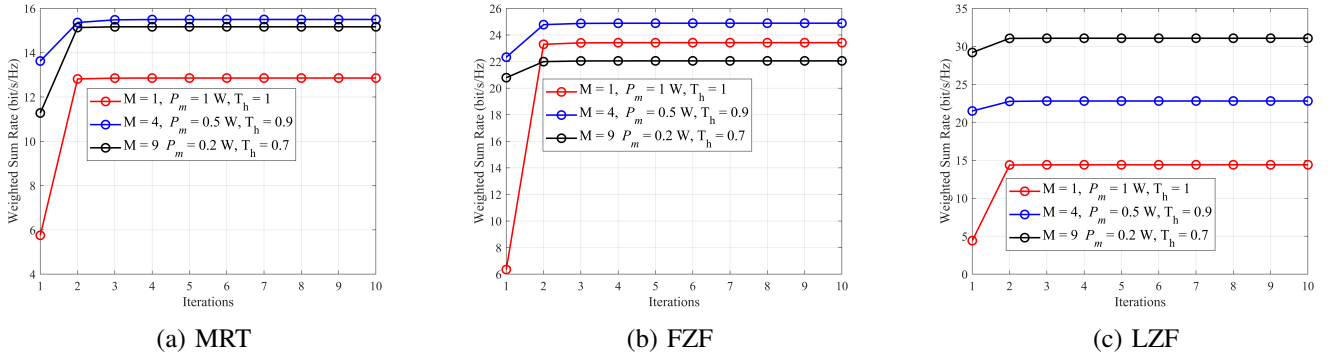 16
14
12
10
8
6
4
Weighted Sum Rate (bit/s/Hz)
M = 1, P_m = 1 W, T_h = 1
M = 4, P_m = 0.5 W, T_h = 0.9
M = 9 P_m = 0.2 W, T_h = 0.7
1 2 3 4 5 6 7 8 9 10
Iterations
(a) MRT
26
24
22
20
18
16
14
12
10
8
6
Weighted Sum Rate (bit/s/Hz)
M = 1, P_m = 1 W, T_h = 1
M = 4, P_m = 0.5 W, T_h = 0.9
M = 9 P_m = 0.2 W, T_h = 0.7
1 2 3 4 5 6 7 8 9 10
Iterations
(b) FZF
35
30
25
20
15
10
5
0
Weighted Sum Rate (bit/s/Hz)
M = 1, P_m = 1 W, T_h = 1
M = 4, P_m = 0.5 W, T_h = 0.9
M = 9 P_m = 0.2 W, T_h = 0.7
1 2 3 4 5 6 7 8 9 10
Iterations
(c) LZF